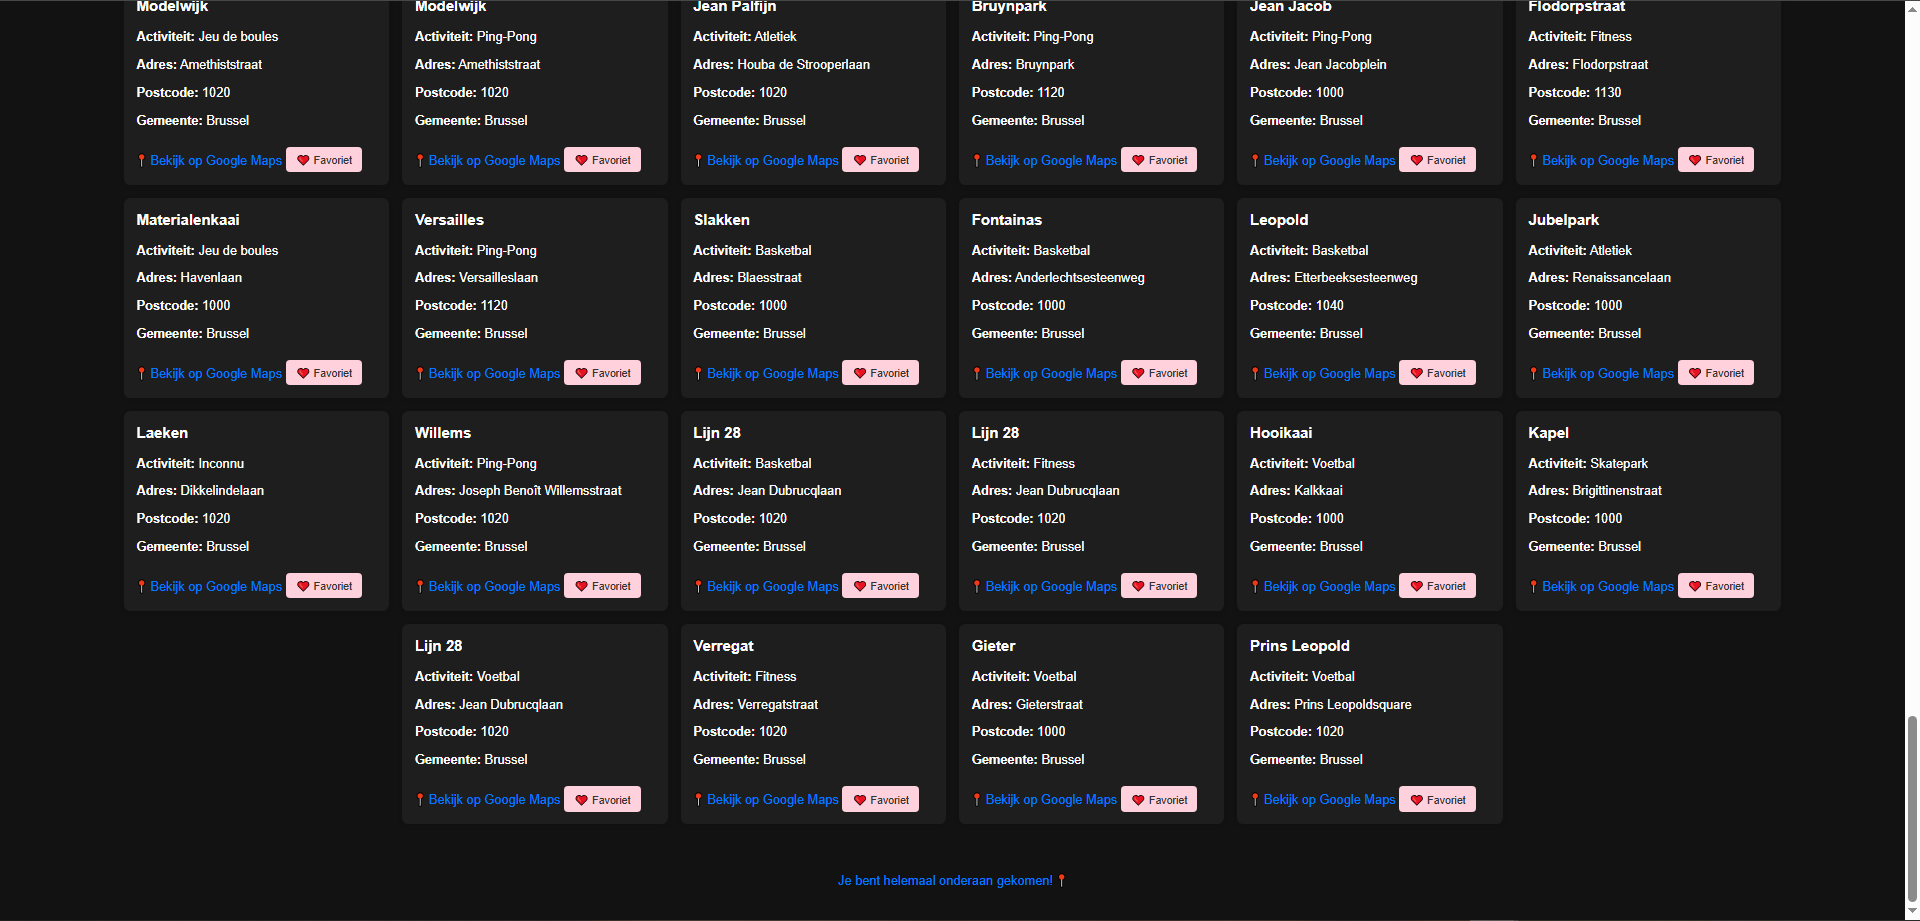 Modelwijk
Activiteit: Jeu de boules
Adres: Amethiststraat
Postcode: 1020
Gemeente: Brussel
📍 Bekijk op Google Maps ❤️ Favoriet
Modelwijk
Activiteit: Ping-Pong
Adres: Amethiststraat
Postcode: 1020
Gemeente: Brussel
📍 Bekijk op Google Maps ❤️ Favoriet
Jean Palfijn
Activiteit: Atletiek
Adres: Houba de Strooperlaan
Postcode: 1020
Gemeente: Brussel
📍 Bekijk op Google Maps ❤️ Favoriet
Bruynpark
Activiteit: Ping-Pong
Adres: Bruynpark
Postcode: 1120
Gemeente: Brussel
📍 Bekijk op Google Maps ❤️ Favoriet
Jean Jacob
Activiteit: Ping-Pong
Adres: Jean Jacobplein
Postcode: 1000
Gemeente: Brussel
📍 Bekijk op Google Maps ❤️ Favoriet
Flodorpstraat
Activiteit: Fitness
Adres: Flodorpstraat
Postcode: 1130
Gemeente: Brussel
📍 Bekijk op Google Maps ❤️ Favoriet
Materialenkaai
Activiteit: Jeu de boules
Adres: Havenlaan
Postcode: 1000
Gemeente: Brussel
📍 Bekijk op Google Maps ❤️ Favoriet
Versailles
Activiteit: Ping-Pong
Adres: Versailleslaan
Postcode: 1120
Gemeente: Brussel
📍 Bekijk op Google Maps ❤️ Favoriet
Slakken
Activiteit: Basketbal
Adres: Blaesstraat
Postcode: 1000
Gemeente: Brussel
📍 Bekijk op Google Maps ❤️ Favoriet
Fontainas
Activiteit: Basketbal
Adres: Anderlechtsesteenweg
Postcode: 1000
Gemeente: Brussel
📍 Bekijk op Google Maps ❤️ Favoriet
Leopold
Activiteit: Basketbal
Adres: Etterbeeksesteenweg
Postcode: 1040
Gemeente: Brussel
📍 Bekijk op Google Maps ❤️ Favoriet
Jubelpark
Activiteit: Atletiek
Adres: Renaissancelaan
Postcode: 1000
Gemeente: Brussel
📍 Bekijk op Google Maps ❤️ Favoriet
Laeken
Activiteit: Inconnu
Adres: Dikkelindelaan
Postcode: 1020
Gemeente: Brussel
📍 Bekijk op Google Maps ❤️ Favoriet
Willems
Activiteit: Ping-Pong
Adres: Joseph Benoît Willemsstraat
Postcode: 1020
Gemeente: Brussel
📍 Bekijk op Google Maps ❤️ Favoriet
Lijn 28
Activiteit: Basketbal
Adres: Jean Dubrucqlaan
Postcode: 1020
Gemeente: Brussel
📍 Bekijk op Google Maps ❤️ Favoriet
Lijn 28
Activiteit: Fitness
Adres: Jean Dubrucqlaan
Postcode: 1020
Gemeente: Brussel
📍 Bekijk op Google Maps ❤️ Favoriet
Hooikaai
Activiteit: Voetbal
Adres: Kalkkaai
Postcode: 1000
Gemeente: Brussel
📍 Bekijk op Google Maps ❤️ Favoriet
Kapel
Activiteit: Skatepark
Adres: Brigittinenstraat
Postcode: 1000
Gemeente: Brussel
📍 Bekijk op Google Maps ❤️ Favoriet
Lijn 28
Activiteit: Voetbal
Adres: Jean Dubrucqlaan
Postcode: 1020
Gemeente: Brussel
📍 Bekijk op Google Maps ❤️ Favoriet
Verregat
Activiteit: Fitness
Adres: Verregatstraat
Postcode: 1020
Gemeente: Brussel
📍 Bekijk op Google Maps ❤️ Favoriet
Gieter
Activiteit: Voetbal
Adres: Gieterstraat
Postcode: 1000
Gemeente: Brussel
📍 Bekijk op Google Maps ❤️ Favoriet
Prins Leopold
Activiteit: Voetbal
Adres: Prins Leopoldsquare
Postcode: 1020
Gemeente: Brussel
📍 Bekijk op Google Maps ❤️ Favoriet
Je bent helemaal onderaan gekomen! 📍